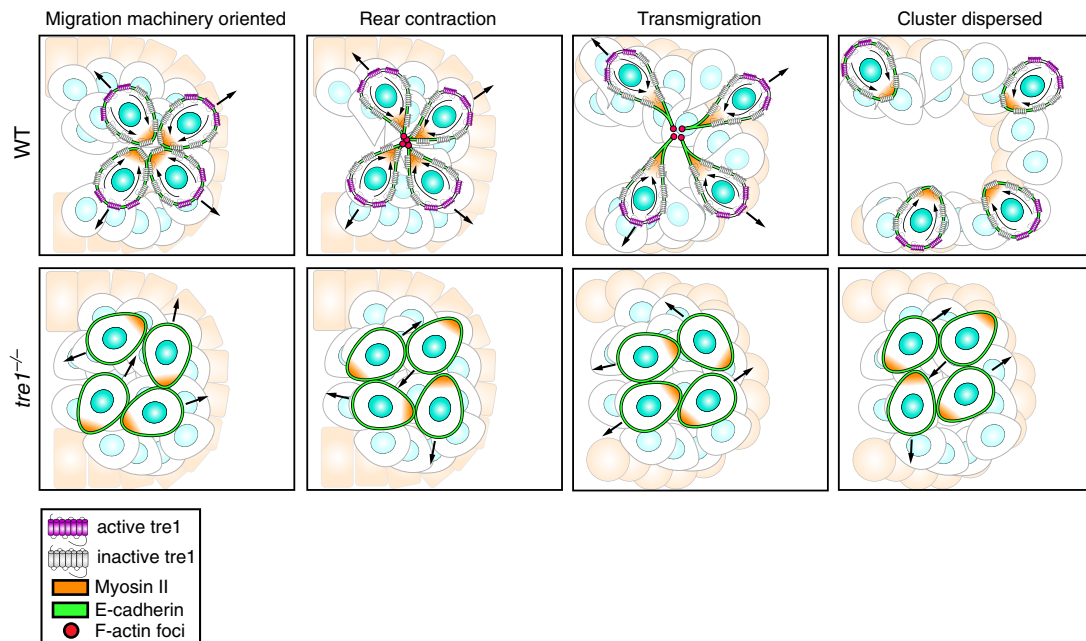 Migration machinery oriented
Rear contraction
Transmigration
Cluster dispersed
WT
tre1–/–
active tre1
inactive tre1
Myosin II
E-cadherin
F-actin foci